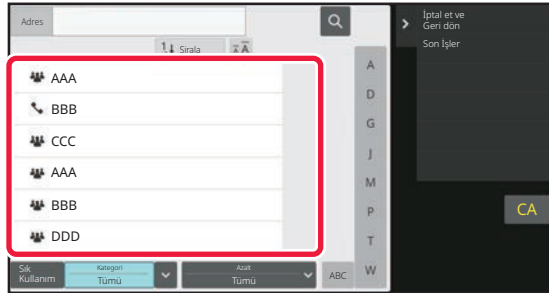 Adres
İptal et ve
Geri dön
Son İşler
Sırala
AAA
BBB
CCC
AAA
BBB
DDD
A
D
G
J
M
P
T
W
CA
Sık
Kullanım
Kategori
Tümü
Azalt
Tümü
ABC